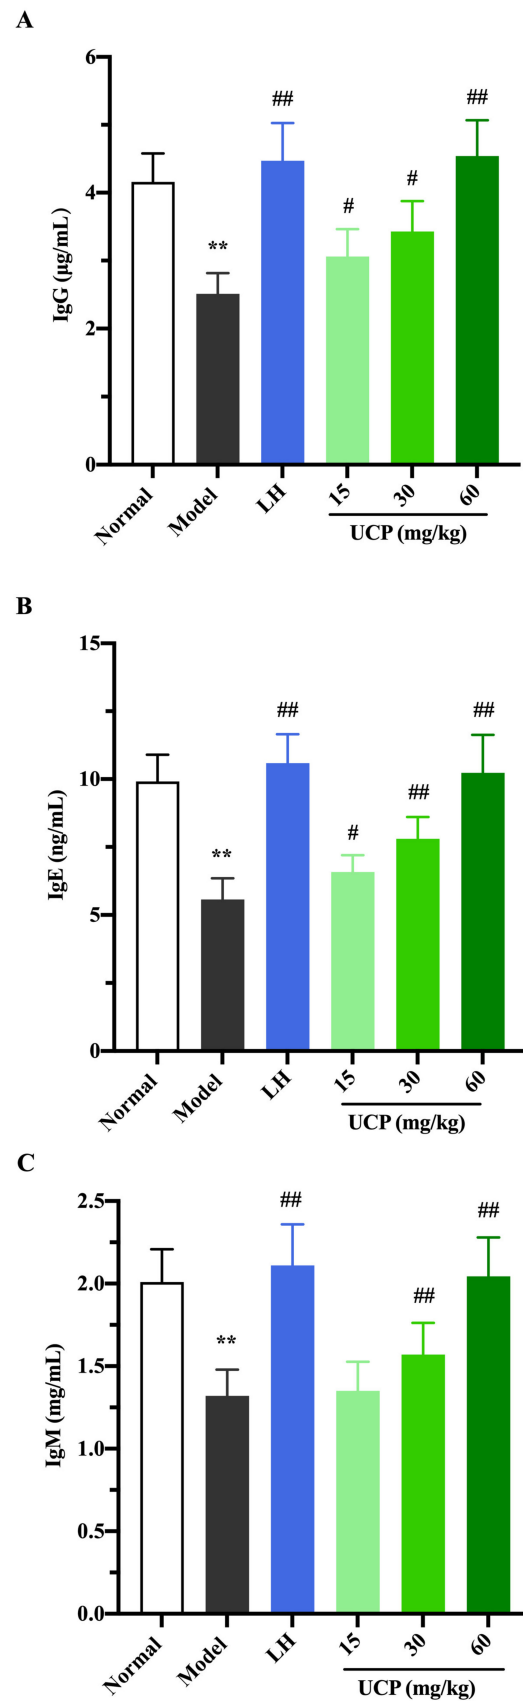 A
IgG (µg/mL)
6
4
2
0
##
**
#
#
##
Normal
Model
LH
15
30
60
UCP (mg/kg)
B
IgE (ng/mL)
15
10
5
0
##
**
#
##
##
Normal
Model
LH
15
30
60
UCP (mg/kg)
C
IgM (mg/mL)
2.5
2.0
1.5
1.0
0.5
0.0
##
**
##
##
Normal
Model
LH
15
30
60
UCP (mg/kg)